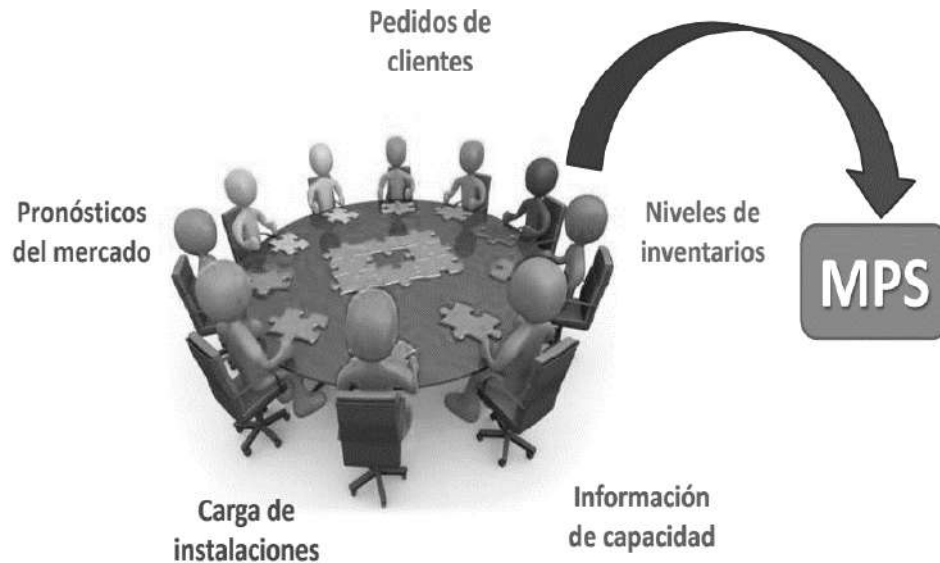 Pedidos de
clientes
Pronósticos
del mercado
Niveles de
inventarios
MPS
Carga de
instalaciones
Información
de capacidad